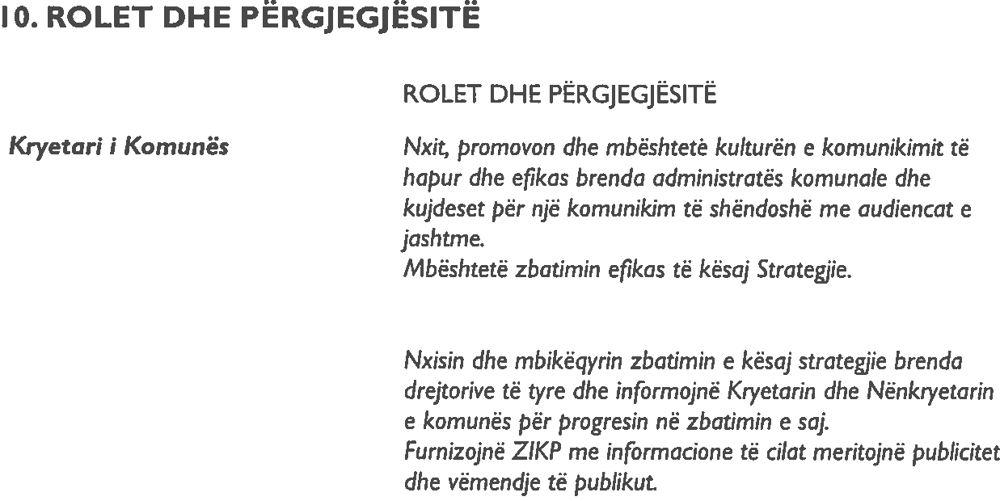 10. ROLET DHE PËRGJEGJËSITË
ROLET DHE PËRGJEGJËSITË
Kryetari i Komunës
Nxit, promovon dhe mbështetë kulturën e komunikimit të
hapur dhe efikas brenda administratës komunale dhe
kujdeset për një komunikim të shëndoshë me audiencat e
jashtme.
Mbështetë zbatimin efikas të kësaj Strategjie.
Nxisin dhe mbikëqyrin zbatimin e kësaj strategjie brenda
drejtorive të tyre dhe informojnë Kryetarin dhe Nënkryetarin
e komunës për progresin në zbatimin e saj.
Furnizojnë ZIKP me informacione të cilat meritojnë publicitet
dhe vëmendje të publikut.